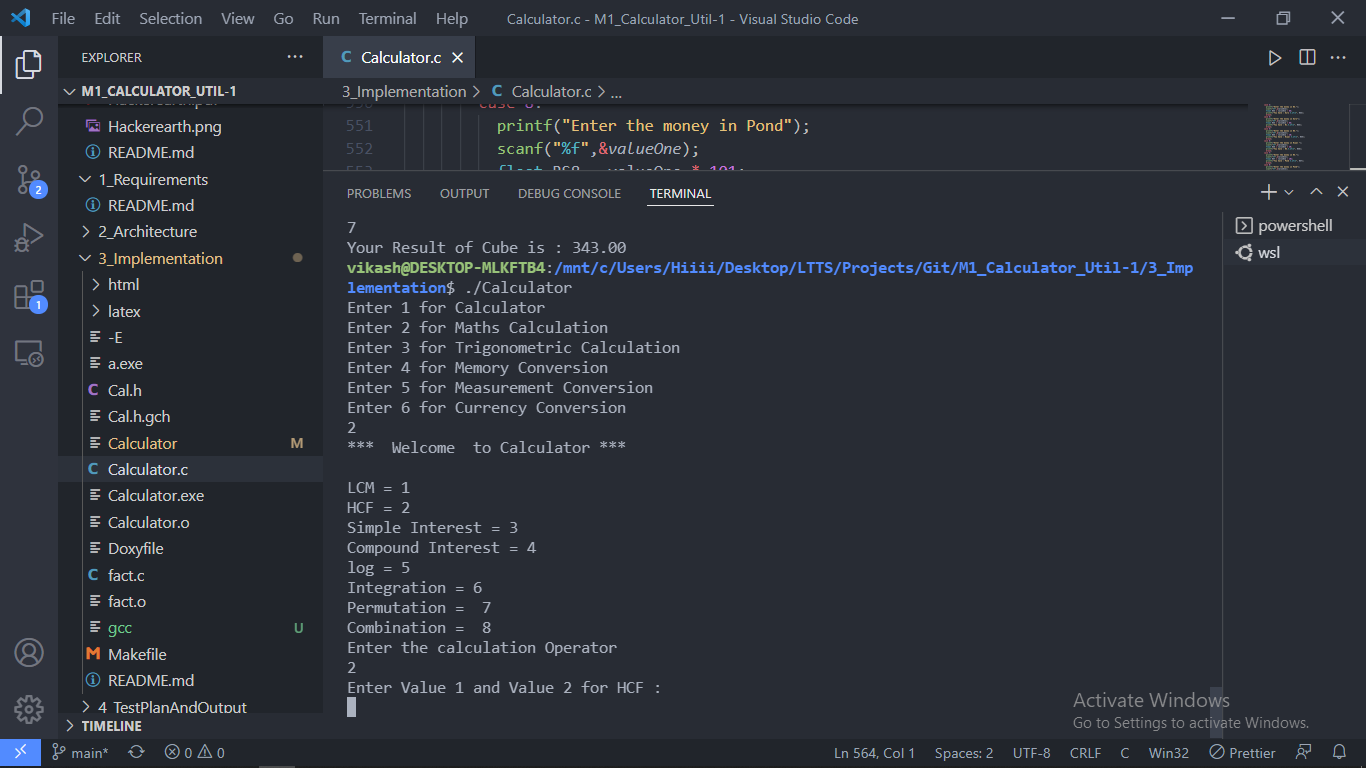 File Edit Selection View Go Run Terminal Help Calculator.c - M1_Calculator_Util-1 - Visual Studio Code
EXPLORER
M1_CALCULATOR_UTIL-1
Hackerearth.png
README.md
1_Requirements
README.md
2_Architecture
3_Implementation
html
latex
-E
a.exe
C Cal.h
Cal.h.gch
Calculator M
C Calculator.c
Calculator.exe
Calculator.o
Doxyfile
C fact.c
fact.o
gcc U
M Makefile
README.md
4_TestPlanAndOutput
TIMELINE
2
1
C Calculator.c
3_Implementation > C Calculator.c > ...
551 printf("Enter the money in Pond");
552 scanf("%f",&valueOne);
PROBLEMS OUTPUT DEBUG CONSOLE TERMINAL
7
Your Result of Cube is : 343.00
vikash@DESKTOP-MLKFTB4:/mnt/c/Users/Hiiii/Desktop/LTTS/Projects/Git/M1_Calculator_Util-1/3_Imp
lementation$ ./Calculator
Enter 1 for Calculator
Enter 2 for Maths Calculation
Enter 3 for Trigonometric Calculation
Enter 4 for Memory Conversion
Enter 5 for Measurement Conversion
Enter 6 for Currency Conversion
2
*** Welcome to Calculator ***
LCM = 1
HCF = 2
Simple Interest = 3
Compound Interest = 4
log = 5
Integration = 6
Permutation = 7
Combination = 8
Enter the calculation Operator
2
Enter Value 1 and Value 2 for HCF :
powershell
wsl
Activate Windows
Go to Settings to activate Windows.
main* 0 0 Ln 564, Col 1 Spaces: 2 UTF-8 CRLF C Win32 Prettier